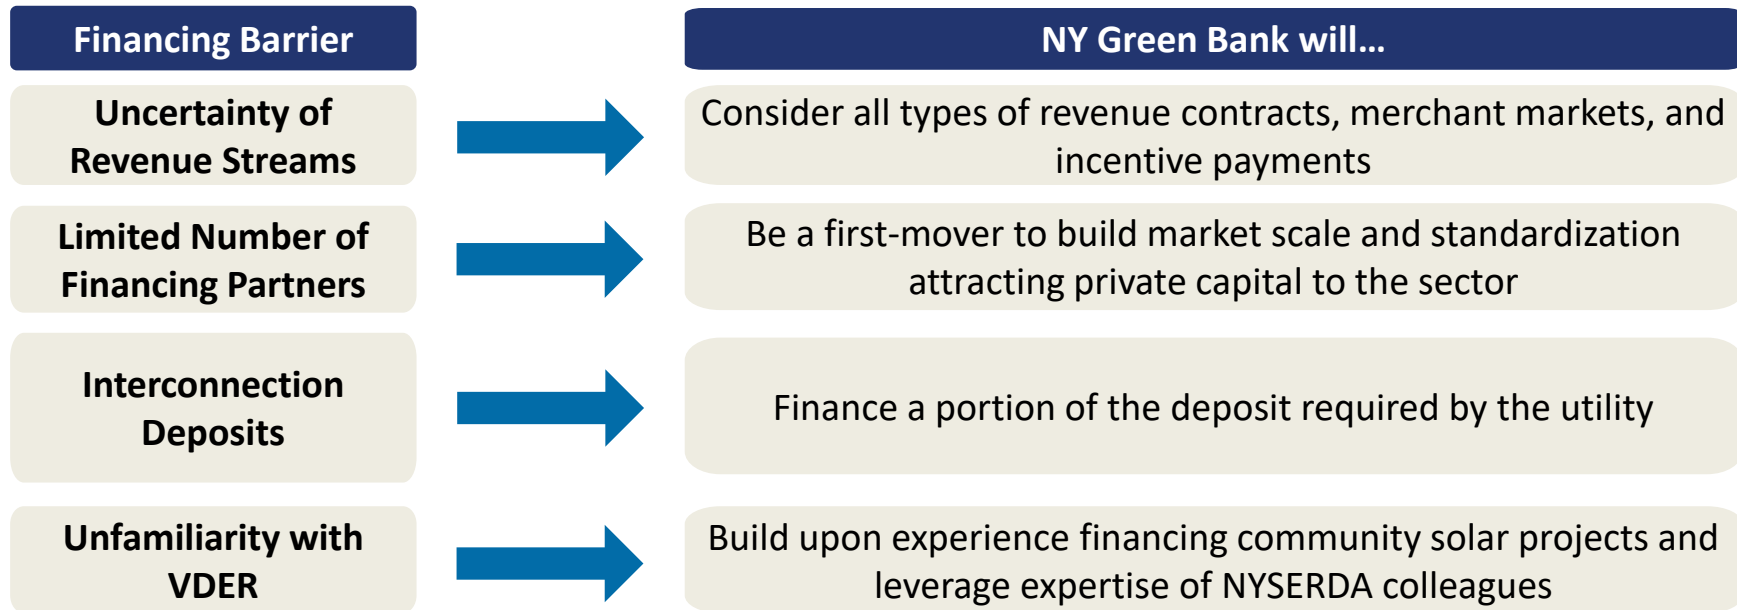 Financing Barrier
NY Green Bank will…
Uncertainty of
Revenue Streams
Consider all types of revenue contracts, merchant markets, and
incentive payments
Limited Number of
Financing Partners
Be a first-mover to build market scale and standardization
attracting private capital to the sector
Interconnection
Deposits
Finance a portion of the deposit required by the utility
Unfamiliarity with
VDER
Build upon experience financing community solar projects and
leverage expertise of NYSERDA colleagues